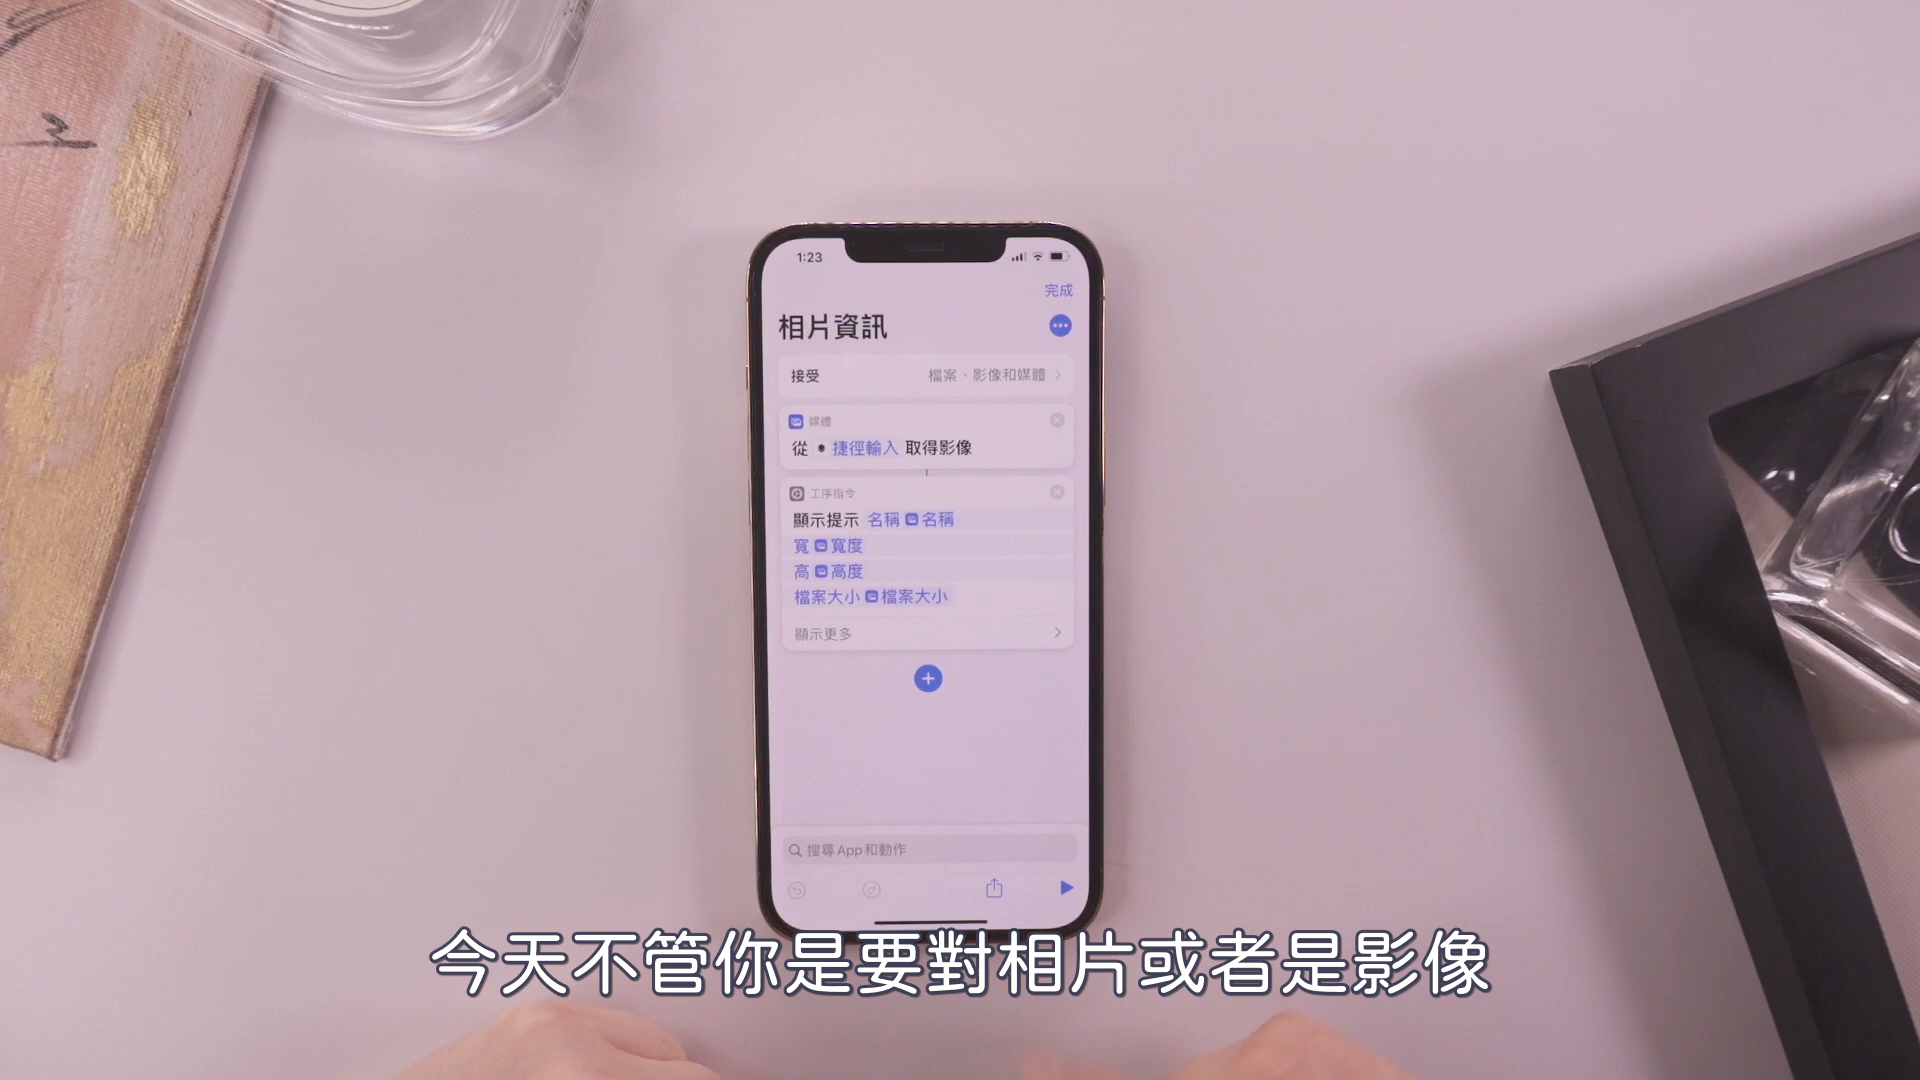 1:23
完成
相片資訊
接受 檔案、影像和媒體
媒體
從 捷徑輸入 取得影像
工序指令
顯示提示 名稱 名稱
寬 寬度
高 高度
檔案大小 檔案大小
顯示更多
搜尋 App 和動作
今天不管你是要對相片或者是影像